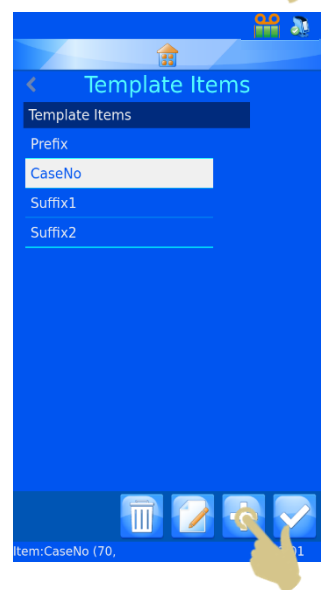 Template Items
Template Items
Prefix
CaseNo
Suffix1
Suffix2
Item:CaseNo (70,